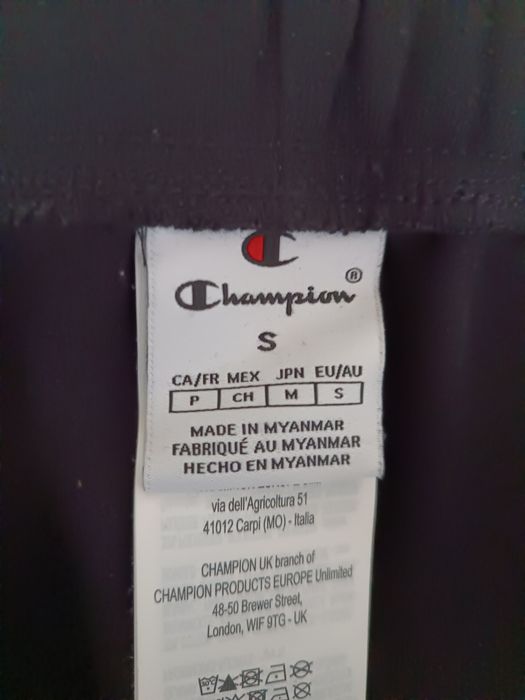 Champion®
S
CA/FR MEX JPN EU/AU
P CH M S
MADE IN MYANMAR
FABRIQUÉ AU MYANMAR
HECHO EN MYANMAR
via dell'Agricoltura 51
41012 Carpi (MO) - Italia
CHAMPION UK branch of
CHAMPION PRODUCTS EUROPE Unlimited
48-50 Brewer Street,
London, WIF 9TG - UK